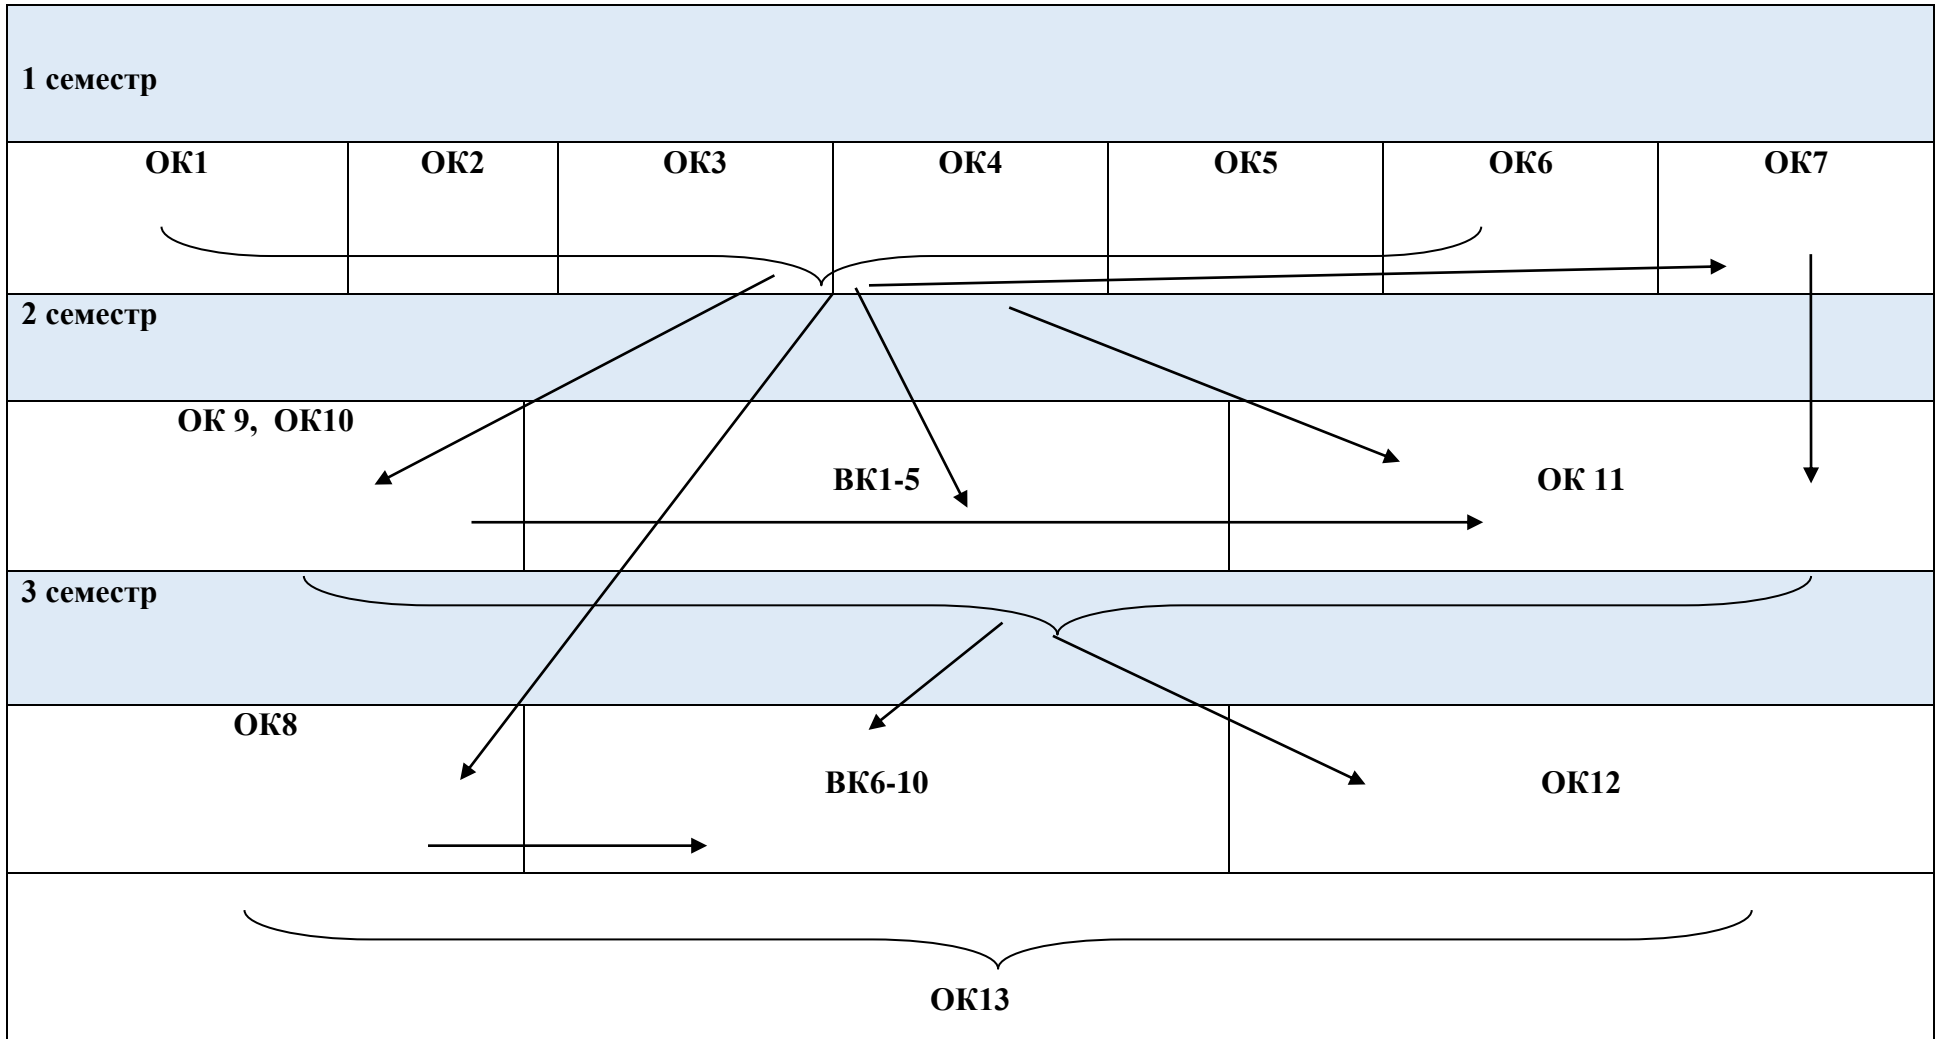 1 семестр
ОК1 ОК2 ОК3 ОК4 ОК5 ОК6 ОК7
2 семестр
ОК 9, ОК10
ВК1-5
ОК 11
3 семестр
ОК8
ВК6-10
ОК12
ОК13